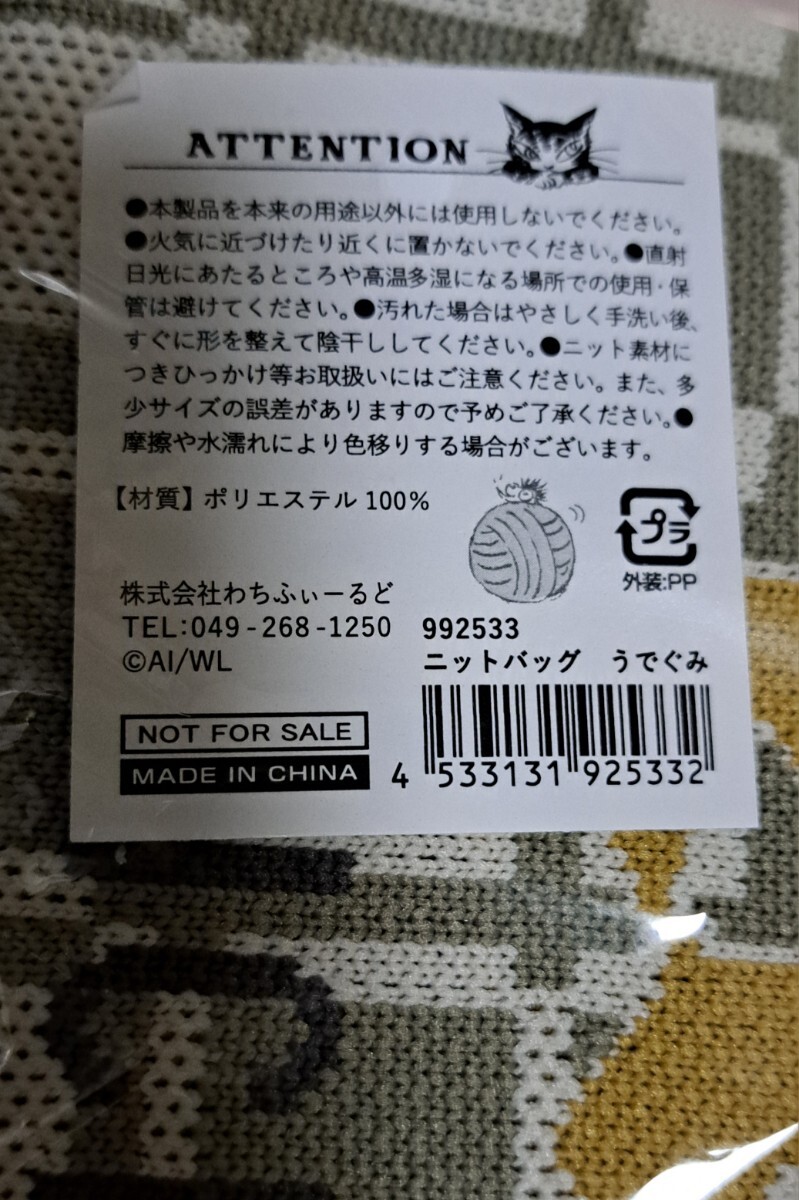 ATTENTION
●本製品を本来の用途以外には使用しないでください。
●火気に近づけたり近くに置かないでください。●直射
日光にあたるところや高温多湿になる場所での使用・保
管は避けてください。●汚れた場合はやさしく手洗い後、
すぐに形を整えて陰干ししてください。●ニット素材に
つきひっかけ等お取扱いにはご注意ください。また、多
少サイズの誤差がありますので予めご了承ください。●
摩擦や水濡れにより色移りする場合がございます。
【材質】ポリエステル 100%
プラ
外装:PP
株式会社わちふぃーるど
TEL:049-268-1250
©AI/WL
992533
ニットバッグ うでぐみ
NOT FOR SALE
MADE IN CHINA
4 533131 925332